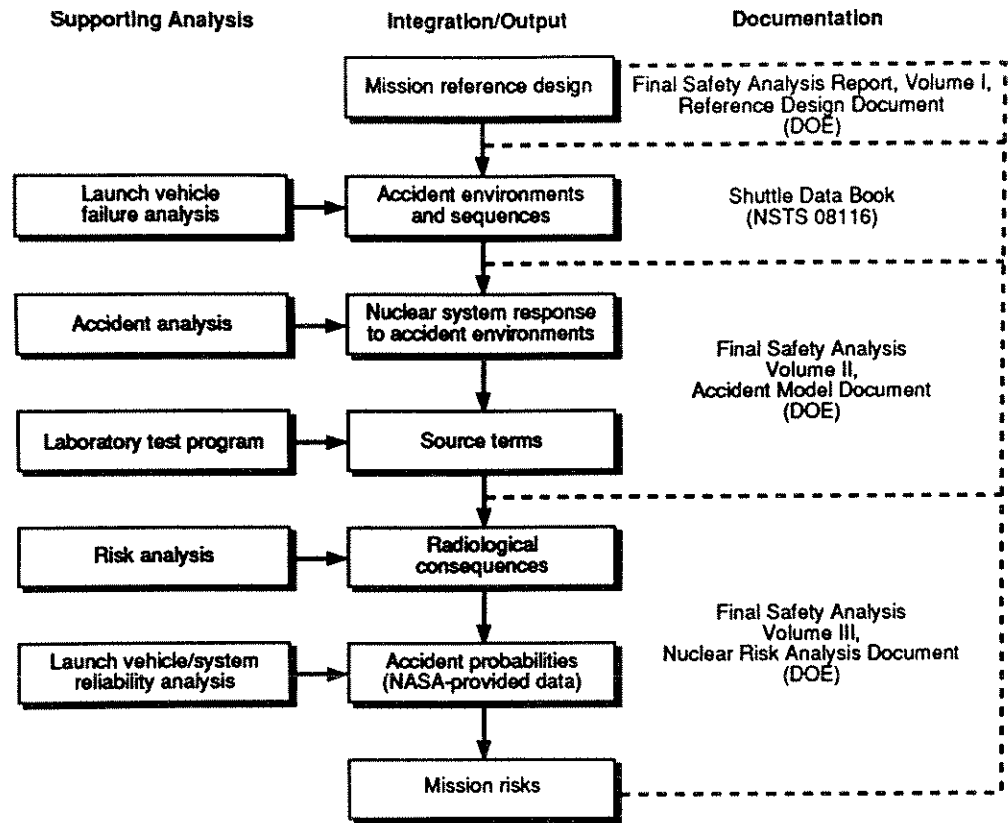 Supporting Analysis
Integration/Output
Documentation
Mission reference design
Final Safety Analysis Report, Volume I,
Reference Design Document
(DOE)
Launch vehicle
failure analysis
Accident environments
and sequences
Shuttle Data Book
(NSTS 08116)
Accident analysis
Nuclear system response
to accident environments
Final Safety Analysis
Volume II,
Accident Model Document
(DOE)
Laboratory test program
Source terms
Risk analysis
Radiological
consequences
Final Safety Analysis
Volume III,
Nuclear Risk Analysis Document
(DOE)
Launch vehicle/system
reliability analysis
Accident probabilities
(NASA-provided data)
Mission risks